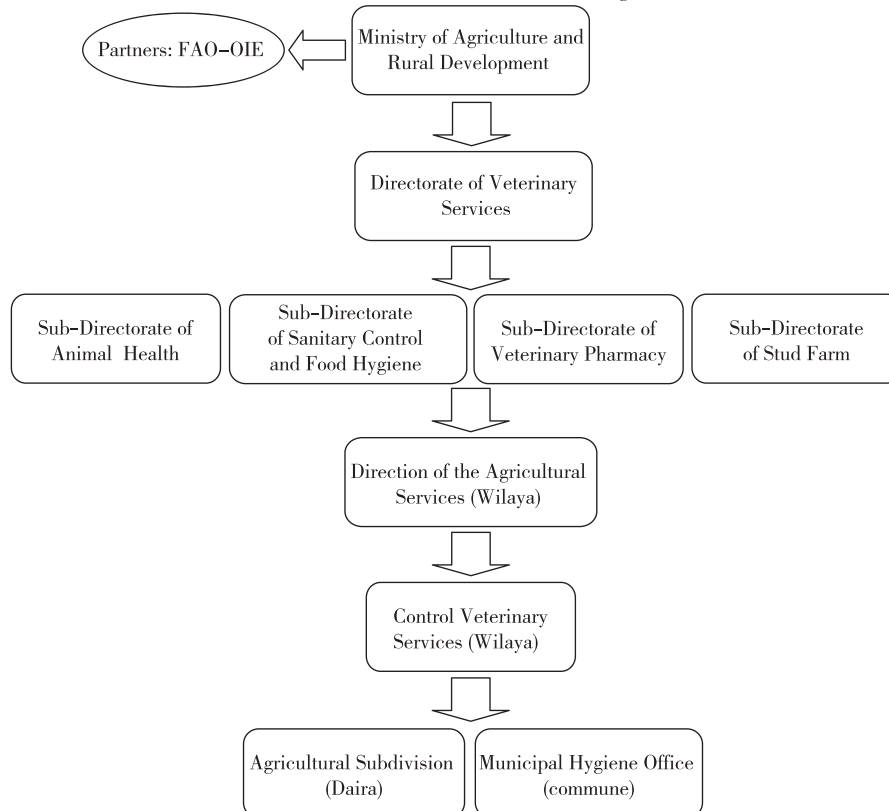 Partners: FAO-OIE
Ministry of Agriculture and
Rural Development
Directorate of Veterinary
Services
Sub-Directorate of
Animal Health
Sub-Directorate
of Sanitary Control
and Food Hygiene
Sub-Directorate of
Veterinary Pharmacy
Sub-Directorate
of Stud Farm
Direction of the Agricultural
Services (Wilaya)
Control Veterinary
Services (Wilaya)
Agricultural Subdivision
(Daira)
Municipal Hygiene Office
(commune)